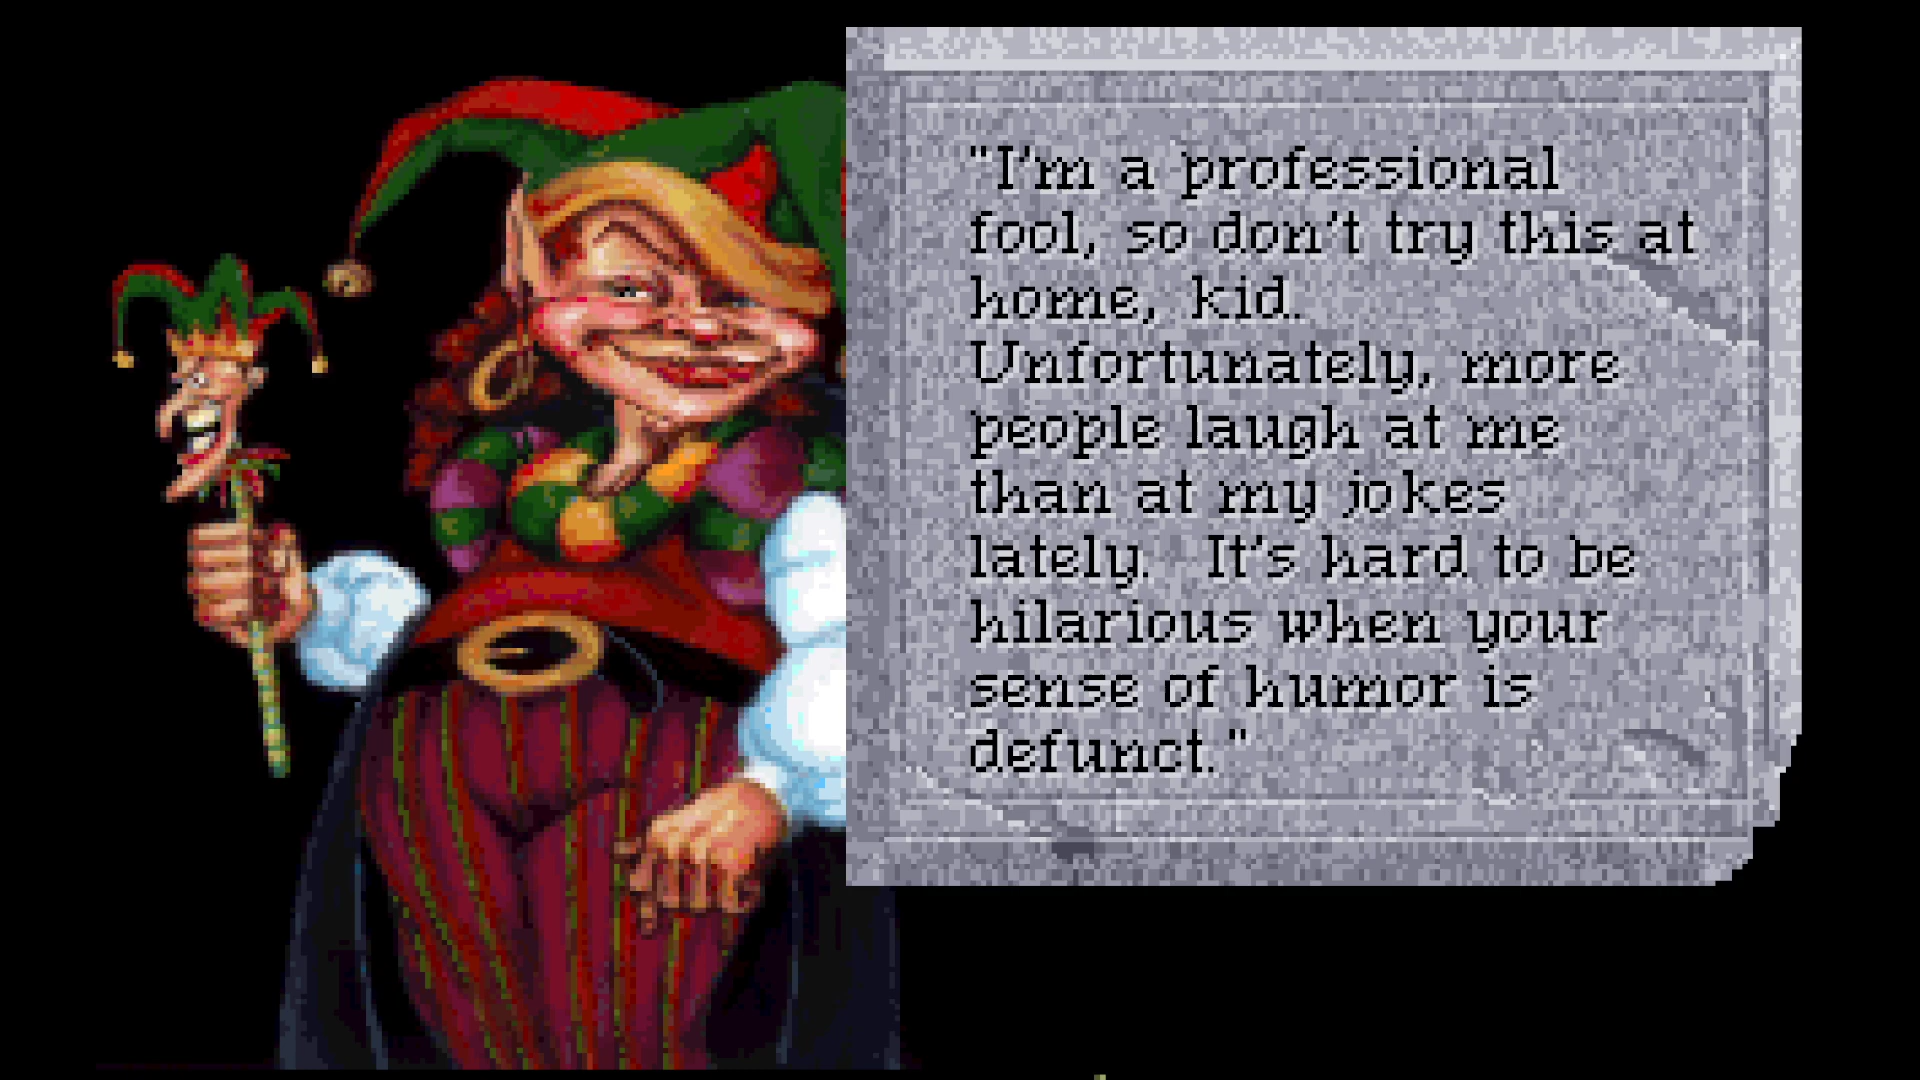 "I'm a professional
fool, so don't try this at
home, kid.
Unfortunately, more
people laugh at me
than at my jokes
lately.  It's hard to be
hilarious when your
sense of humor is
defunct."